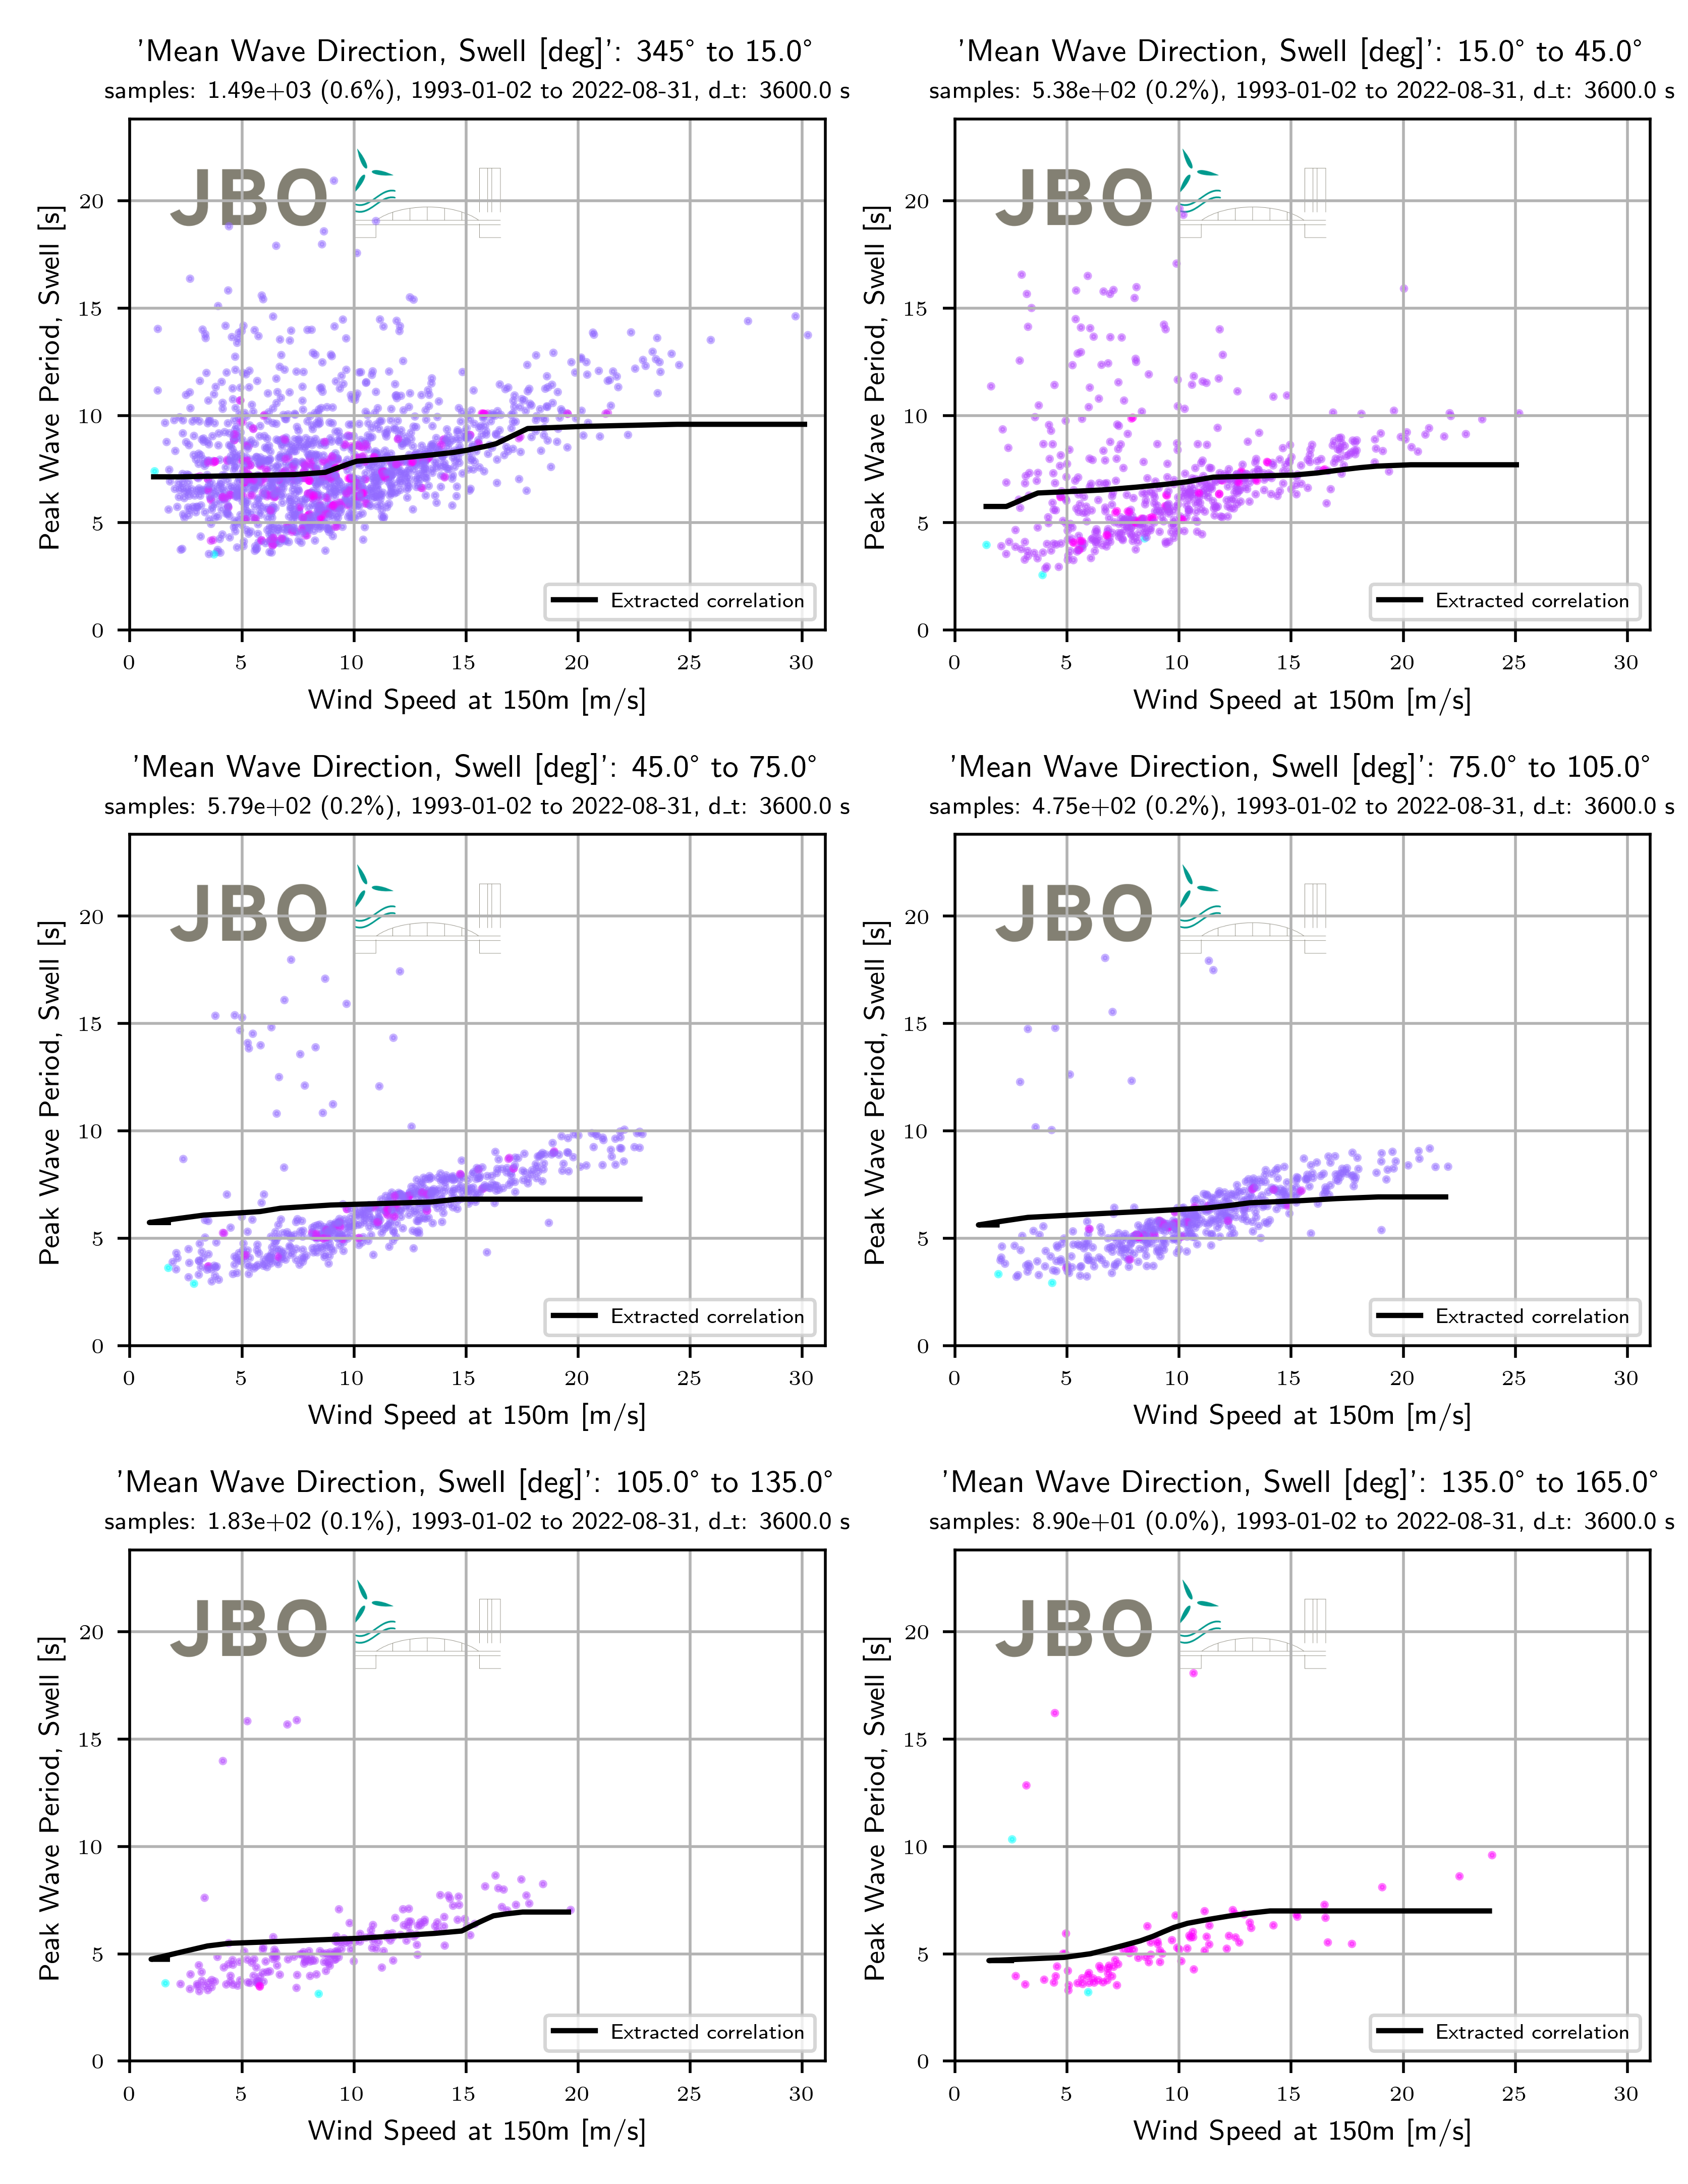 'Mean Wave Direction, Swell [deg]': 345° to 15.0°
samples: 1.49e+03 (0.6%), 1993-01-02 to 2022-08-31, d_t: 3600.0 s
JBO
Peak Wave Period, Swell [s]
20
15
10
5
0
Extracted correlation
0 5 10 15 20 25 30
Wind Speed at 150m [m/s]
'Mean Wave Direction, Swell [deg]': 15.0° to 45.0°
samples: 5.38e+02 (0.2%), 1993-01-02 to 2022-08-31, d_t: 3600.0 s
JBO
Peak Wave Period, Swell [s]
20
15
10
5
0
Extracted correlation
0 5 10 15 20 25 30
Wind Speed at 150m [m/s]
'Mean Wave Direction, Swell [deg]': 45.0° to 75.0°
samples: 5.79e+02 (0.2%), 1993-01-02 to 2022-08-31, d_t: 3600.0 s
JBO
Peak Wave Period, Swell [s]
20
15
10
5
0
Extracted correlation
0 5 10 15 20 25 30
Wind Speed at 150m [m/s]
'Mean Wave Direction, Swell [deg]': 75.0° to 105.0°
samples: 4.75e+02 (0.2%), 1993-01-02 to 2022-08-31, d_t: 3600.0 s
JBO
Peak Wave Period, Swell [s]
20
15
10
5
0
Extracted correlation
0 5 10 15 20 25 30
Wind Speed at 150m [m/s]
'Mean Wave Direction, Swell [deg]': 105.0° to 135.0°
samples: 1.83e+02 (0.1%), 1993-01-02 to 2022-08-31, d_t: 3600.0 s
JBO
Peak Wave Period, Swell [s]
20
15
10
5
0
Extracted correlation
0 5 10 15 20 25 30
Wind Speed at 150m [m/s]
'Mean Wave Direction, Swell [deg]': 135.0° to 165.0°
samples: 8.90e+01 (0.0%), 1993-01-02 to 2022-08-31, d_t: 3600.0 s
JBO
Peak Wave Period, Swell [s]
20
15
10
5
0
Extracted correlation
0 5 10 15 20 25 30
Wind Speed at 150m [m/s]